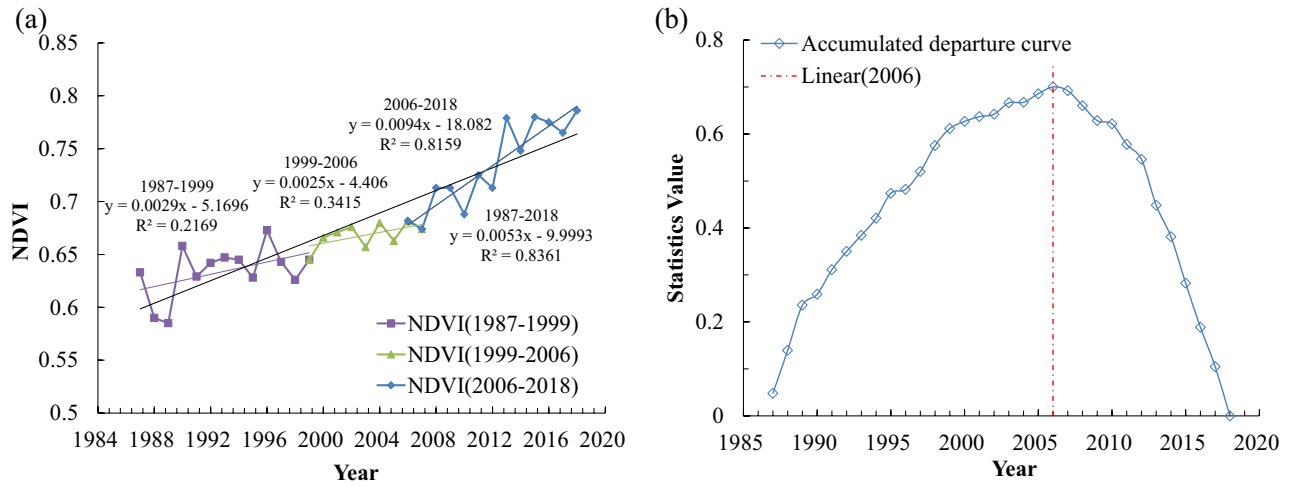 (a)
0.85
0.8
0.75
0.7
0.65
0.6
0.55
0.5
NDVI
1987-1999
y = 0.0029x - 5.1696
R² = 0.2169
1999-2006
y = 0.0025x - 4.406
R² = 0.3415
2006-2018
y = 0.0094x - 18.082
R² = 0.8159
1987-2018
y = 0.0053x - 9.9993
R² = 0.8361
NDVI(1987-1999)
NDVI(1999-2006)
NDVI(2006-2018)
1984 1988 1992 1996 2000 2004 2008 2012 2016 2020
Year
(b)
0.8
0.6
0.4
0.2
0
Statistics Value
Accumulated departure curve
Linear(2006)
1985 1990 1995 2000 2005 2010 2015 2020
Year